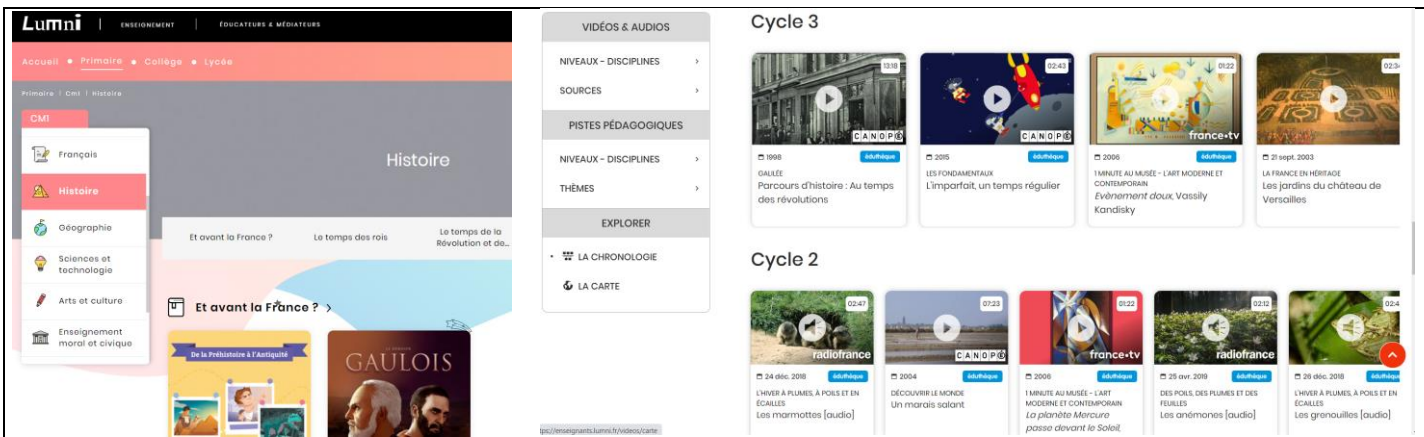 Lumni | ENSEIGNEMENT | ÉDUCATEURS & MÉDIATEURS
Accueil • Primaire • Collège • Lycée
Primaire | Cm1 | Histoire
CM1
Français
Histoire
Géographie
Sciences et
technologie
Arts et culture
Enseignement
moral et civique
Histoire
Et avant la France ?
Le temps des rois
Le temps de la
Révolution et de...
Et avant la France ? >
De la Préhistoire à l'Antiquité
GAULOIS
VIDÉOS & AUDIOS
NIVEAUX - DISCIPLINES >
SOURCES >
PISTES PÉDAGOGIQUES
NIVEAUX - DISCIPLINES >
THÈMES >
EXPLORER
LA CHRONOLOGIE
LA CARTE
tps://enseignants.lumni.fr/videos/carte
Cycle 3
13:18
CANOPÉ
1998 éduthèque
GALILÉE
Parcours d'histoire : Au temps
des révolutions
02:43
CANOPÉ
2015 éduthèque
LES FONDAMENTAUX
L'imparfait, un temps régulier
01:22
france•tv
2006 éduthèque
1 MINUTE AU MUSÉE - L'ART MODERNE ET
CONTEMPORAIN
Evènement doux, Vassily
Kandisky
21 sept. 2003
LA FRANCE EN HÉRITAGE
Les jardins du château de
Versailles
Cycle 2
02:47
radiofrance
24 déc. 2018 éduthèque
L'HIVER À PLUMES, À POILS ET EN
ÉCAILLES
Les marmottes [audio]
07:23
CANOPÉ
2004 éduthèque
DÉCOUVRIR LE MONDE
Un marais salant
01:22
france•tv
2006 éduthèque
1 MINUTE AU MUSÉE - L'ART
MODERNE ET CONTEMPORAIN
La planète Mercure
passe devant le Soleil,
02:12
radiofrance
25 avr. 2019 éduthèque
DES POILS, DES PLUMES ET DES
FEUILLES
Les anémones [audio]
radiofrance
26 déc. 2018 éduthèque
L'HIVER À PLUMES, À POILS ET EN
ÉCAILLES
Les grenouilles [audio]